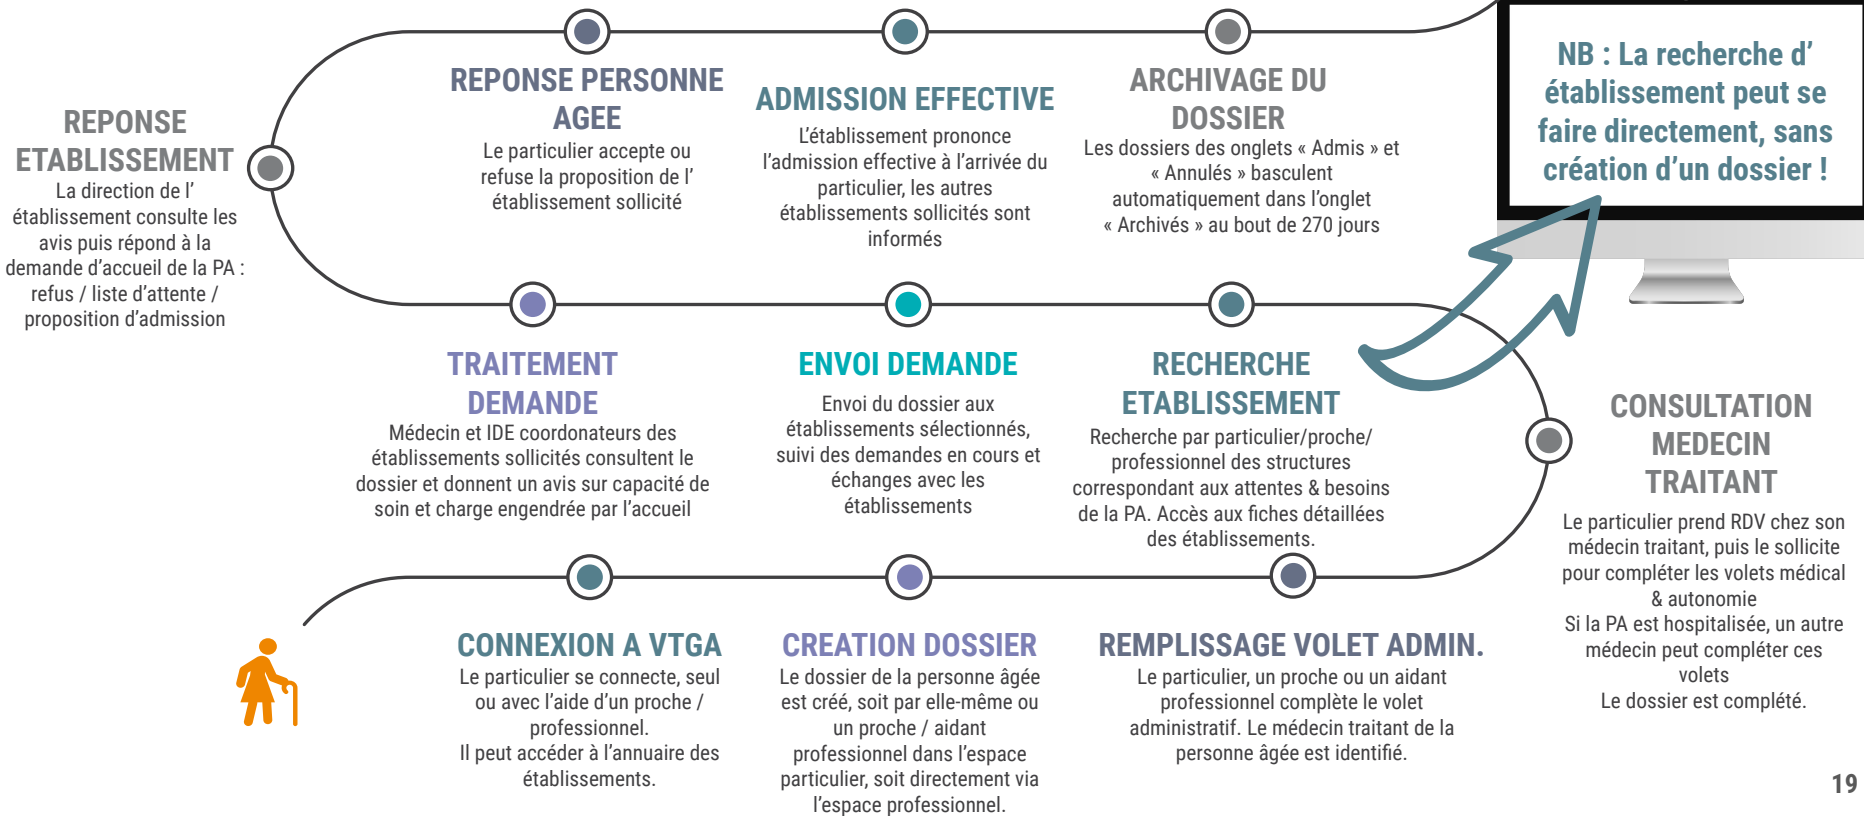 REPONSE
ETABLISSEMENT
La direction de l’
établissement consulte les
avis puis répond à la
demande d’accueil de la PA :
refus / liste d’attente /
proposition d’admission
REPONSE PERSONNE
AGEE
Le particulier accepte ou
refuse la proposition de l’
établissement sollicité
ADMISSION EFFECTIVE
L’établissement prononce
l’admission effective à l’arrivée du
particulier, les autres
établissements sollicités sont
informés
ARCHIVAGE DU
DOSSIER
Les dossiers des onglets « Admis » et
« Annulés » basculent
automatiquement dans l’onglet
« Archivés » au bout de 270 jours
NB : La recherche d’
établissement peut se
faire directement, sans
création d’un dossier !
TRAITEMENT
DEMANDE
Médecin et IDE coordonateurs des
établissements sollicités consultent le
dossier et donnent un avis sur capacité de
soin et charge engendrée par l’accueil
ENVOI DEMANDE
Envoi du dossier aux
établissements sélectionnés,
suivi des demandes en cours et
échanges avec les
établissements
RECHERCHE
ETABLISSEMENT
Recherche par particulier/proche/
professionnel des structures
correspondant aux attentes & besoins
de la PA. Accès aux fiches détaillées
des établissements.
CONSULTATION
MEDECIN
TRAITANT
Le particulier prend RDV chez son
médecin traitant, puis le sollicite
pour compléter les volets médical
& autonomie
Si la PA est hospitalisée, un autre
médecin peut compléter ces
volets
Le dossier est complété.
CONNEXION A VTGA
Le particulier se connecte, seul
ou avec l’aide d’un proche /
professionnel.
Il peut accéder à l’annuaire des
établissements.
CREATION DOSSIER
Le dossier de la personne âgée
est créé, soit par elle-même ou
un proche / aidant
professionnel dans l’espace
particulier, soit directement via
l’espace professionnel.
REMPLISSAGE VOLET ADMIN.
Le particulier, un proche ou un aidant
professionnel complète le volet
administratif. Le médecin traitant de la
personne âgée est identifié.
19